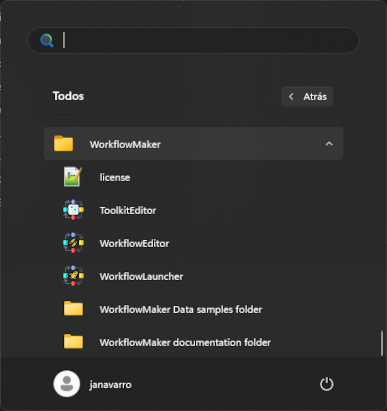 Todos
Atrás
WorkflowMaker
license
ToolkitEditor
WorkflowEditor
WorkflowLauncher
WorkflowMaker Data samples folder
WorkflowMaker documentation folder
janavarro